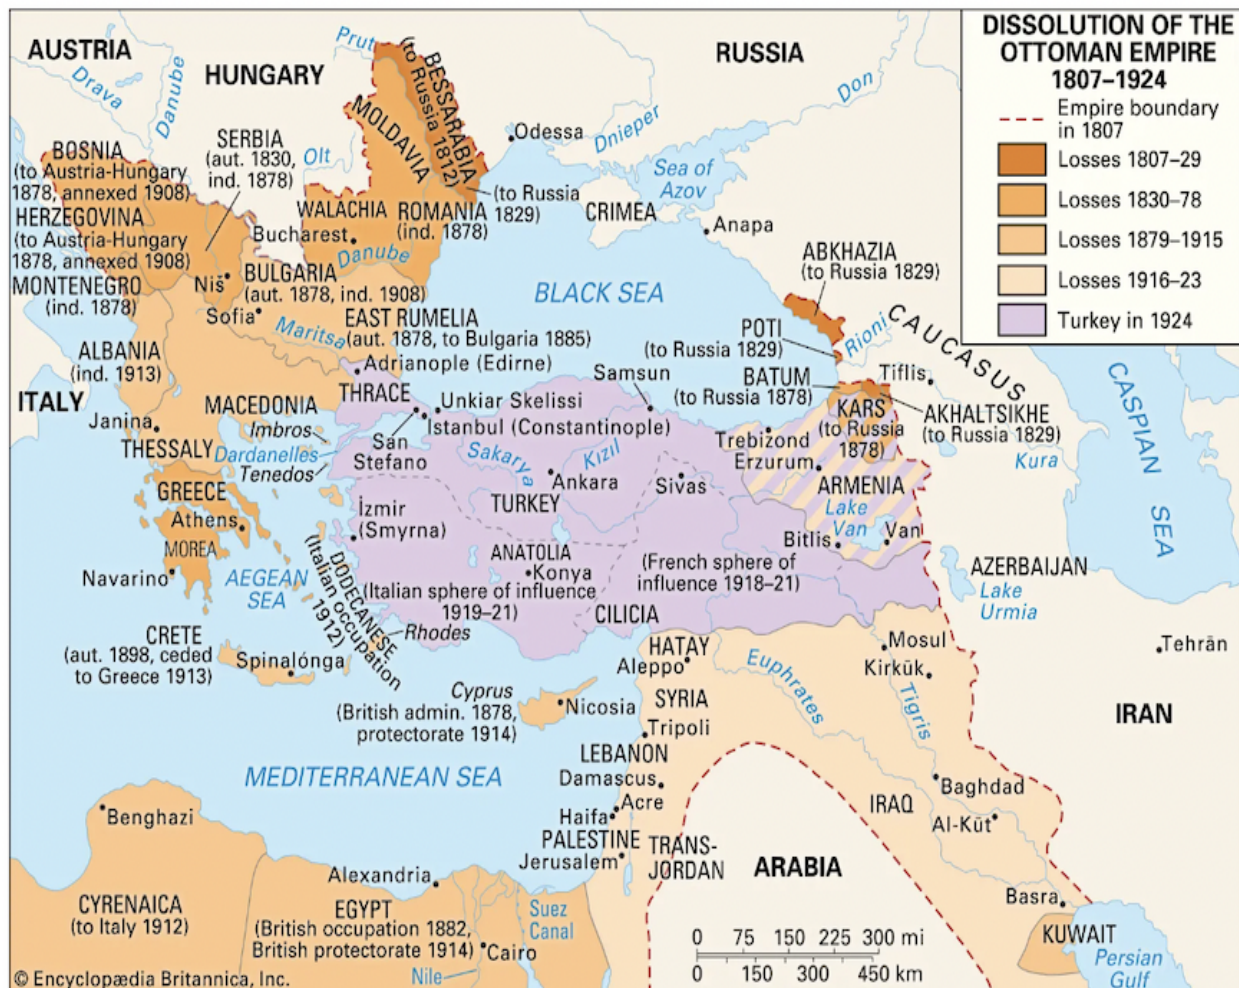 DISSOLUTION OF THE
OTTOMAN EMPIRE
1807–1924
Empire boundary
in 1807
Losses 1807–29
Losses 1830–78
Losses 1879–1915
Losses 1916–23
Turkey in 1924
AUSTRIA
HUNGARY
RUSSIA
Drava
Danube
Prut
BESSARABIA
(to Russia 1812)
MOLDAVIA
Odessa
Dnieper
Don
Sea of
Azov
BOSNIA
(to Austria-Hungary
1878, annexed 1908)
SERBIA
(aut. 1830,
ind. 1878)
Olt
HERZEGOVINA
(to Austria-Hungary
1878, annexed 1908)
WALACHIA
Bucharest
Danube
ROMANIA
(ind. 1878)
(to Russia
1829)
CRIMEA
Anapa
ABKHAZIA
(to Russia 1829)
MONTENEGRO
(ind. 1878)
Niš
Sofia
BULGARIA
(aut. 1878, ind. 1908)
Maritsa
EAST RUMELIA
(aut. 1878, to Bulgaria 1885)
BLACK SEA
POTI
(to Russia 1829)
Rioni
CAUCASUS
ALBANIA
(ind. 1913)
Adrianople (Edirne)
Samsun
BATUM
(to Russia 1878)
Tiflis
CASPIAN SEA
ITALY
Janina
MACEDONIA
THRACE
Unkiar Skelissi
Istanbul (Constantinople)
KARS
(to Russia
1878)
AKHALTSIKHE
(to Russia 1829)
Kura
THESSALY
Imbros
Dardanelles
Tenedos
San
Stefano
Sakarya
Kızıl
Trebizond
Erzurum
GREECE
Athens
MOREA
Navarino
İzmir
(Smyrna)
Ankara
TURKEY
Sivas
ARMENIA
Lake
Van
Bitlis
Van
AEGEAN
SEA
DODECANESE
(Italian occupation
1912)
ANATOLIA
Konya
(Italian sphere of influence
1919–21)
(French sphere of
influence 1918–21)
CILICIA
AZERBAIJAN
Lake
Urmia
CRETE
(aut. 1898, ceded
to Greece 1913)
Spinalónga
Rhodes
HATAY
Aleppo
Mosul
Kirkūk
Tehrān
Cyprus
(British admin. 1878,
protectorate 1914)
Nicosia
SYRIA
Tripoli
Euphrates
Tigris
IRAN
MEDITERRANEAN SEA
LEBANON
Damascus
Acre
Haifa
PALESTINE
Jerusalem
TRANS-
JORDAN
Baghdad
IRAQ
Al-Kūt
Benghazi
ARABIA
Alexandria
Basra
CYRENAICA
(to Italy 1912)
EGYPT
(British occupation 1882,
British protectorate 1914)
Suez
Canal
Cairo
Nile
KUWAIT
Persian
Gulf
0 75 150 225 300 mi
0 150 300 450 km
© Encyclopædia Britannica, Inc.